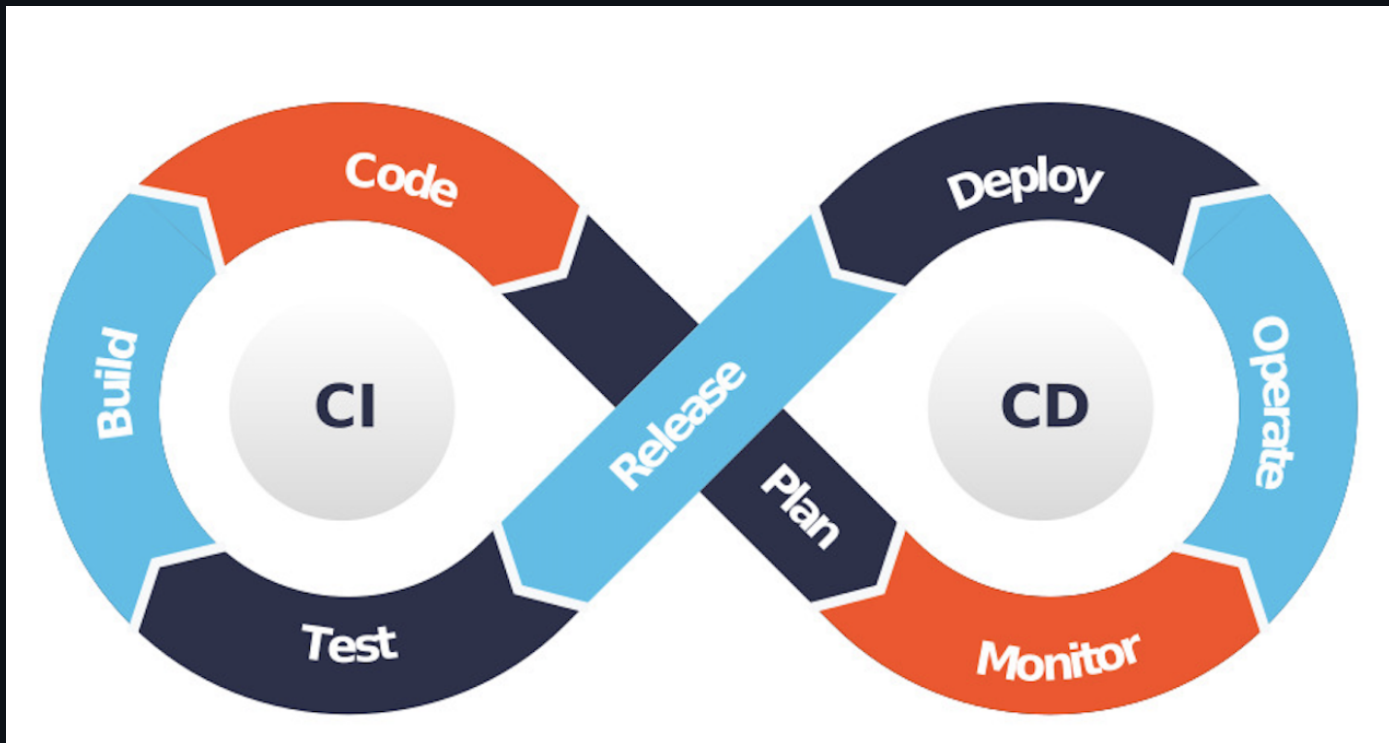 Code
Deploy
Build
CI
Release
CD
Operate
Plan
Test
Monitor